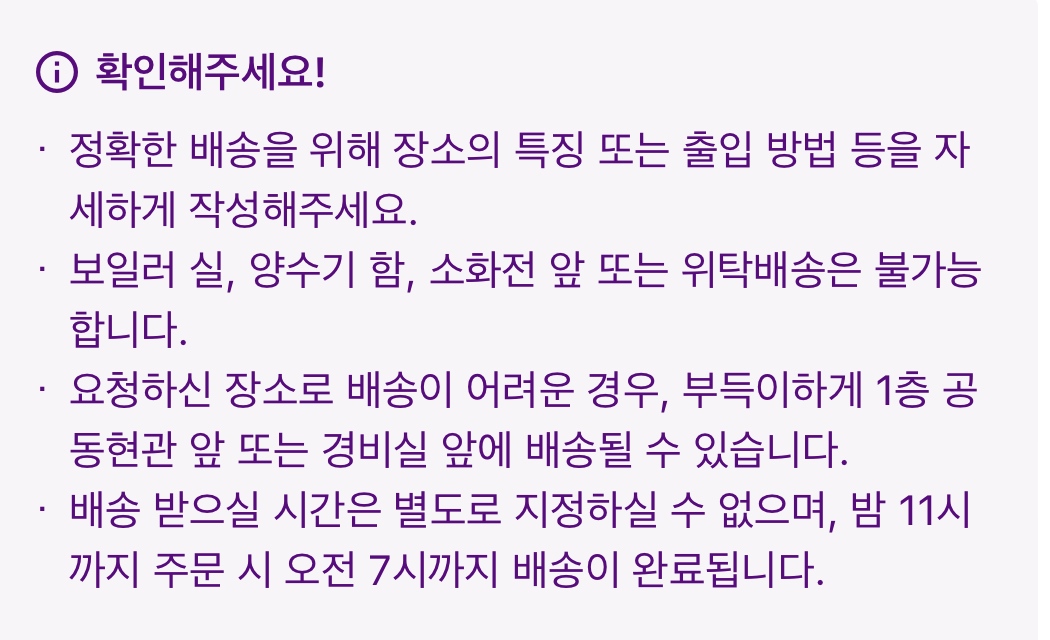 확인해주세요!
· 정확한 배송을 위해 장소의 특징 또는 출입 방법 등을 자
세하게 작성해주세요.
· 보일러 실, 양수기 함, 소화전 앞 또는 위탁배송은 불가능
합니다.
· 요청하신 장소로 배송이 어려운 경우, 부득이하게 1층 공
동현관 앞 또는 경비실 앞에 배송될 수 있습니다.
· 배송 받으실 시간은 별도로 지정하실 수 없으며, 밤 11시
까지 주문 시 오전 7시까지 배송이 완료됩니다.